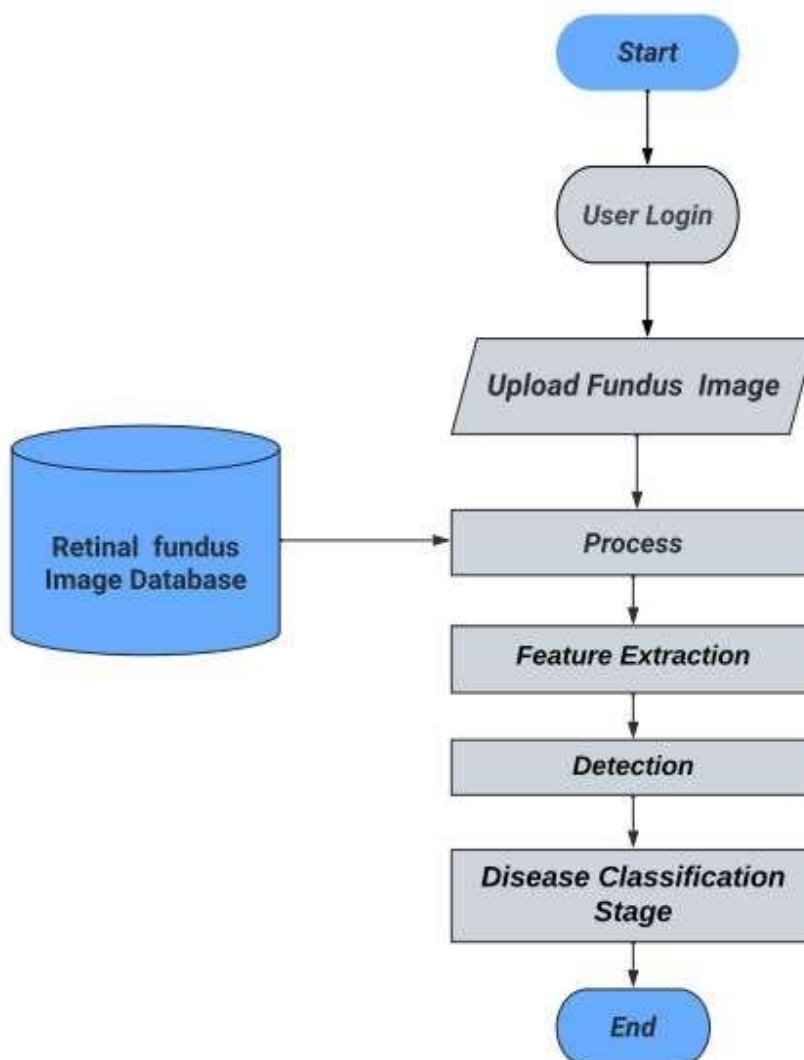 Start
User Login
Upload Fundus Image
Retinal fundus
Image Database
Process
Feature Extraction
Detection
Disease Classification
Stage
End